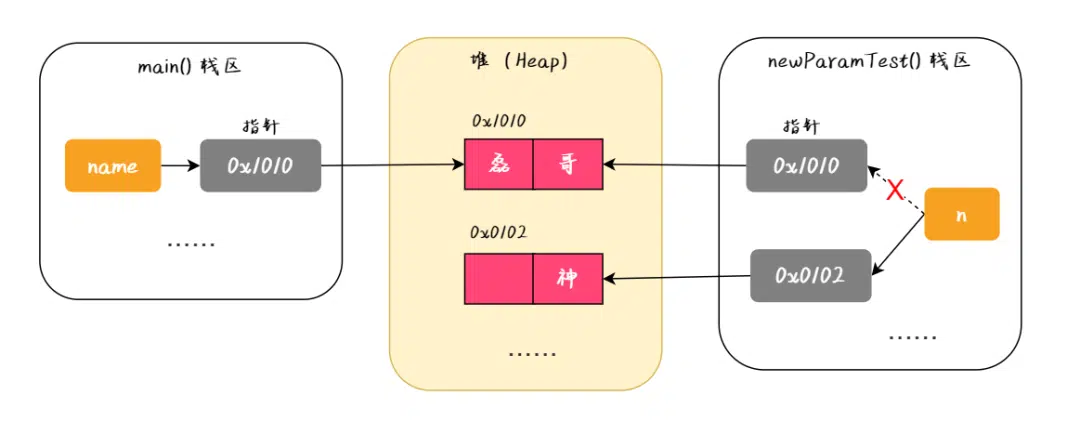 main() 栈区
指针
name
0x1010
......
堆 (Heap)
0x1010
磊 哥
0x0102
神
......
newParamTest() 栈区
指针
0x1010
X
n
0x0102
......